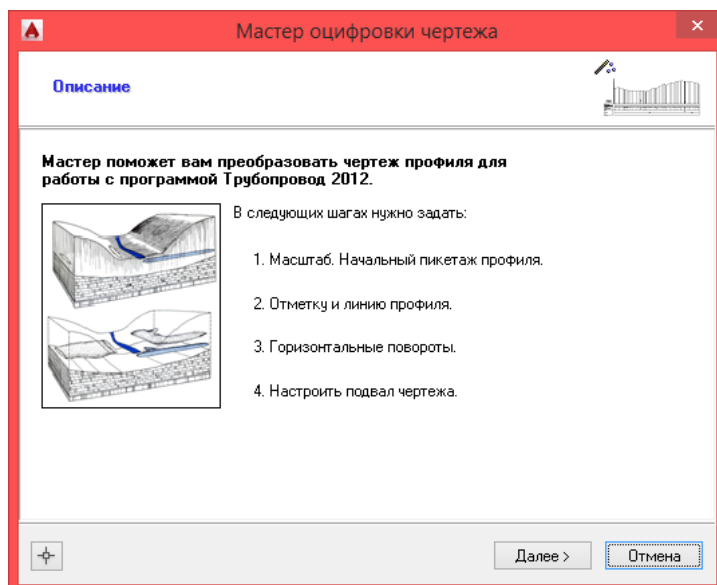 Мастер оцифровки чертежа
Описание
Мастер поможет вам преобразовать чертеж профиля для
работы с программой Трубопровод 2012.
В следующих шагах нужно задать:
1. Масштаб. Начальный пикетаж профиля.
2. Отметку и линию профиля.
3. Горизонтальные повороты.
4. Настроить подвал чертежа.
Далее >
Отмена